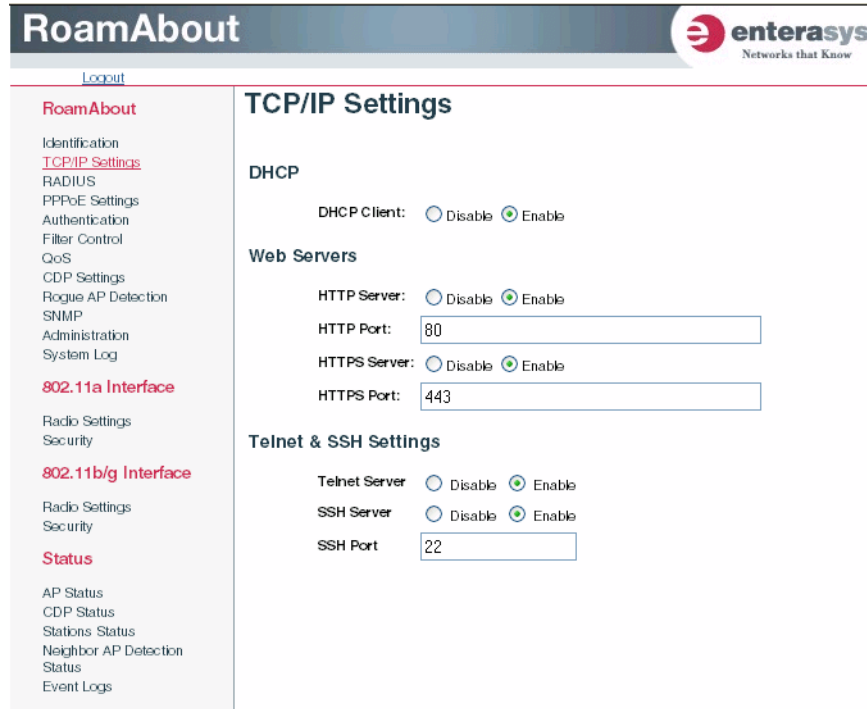 RoamAbout
enterasys
Networks that Know
Logout
RoamAbout
Identification
TCP/IP Settings
RADIUS
PPPoE Settings
Authentication
Filter Control
QoS
CDP Settings
Rogue AP Detection
SNMP
Administration
System Log
802.11a Interface
Radio Settings
Security
802.11b/g Interface
Radio Settings
Security
Status
AP Status
CDP Status
Stations Status
Neighbor AP Detection
Status
Event Logs
TCP/IP Settings
DHCP
DHCP Client: Disable Enable
Web Servers
HTTP Server: Disable Enable
HTTP Port: 80
HTTPS Server: Disable Enable
HTTPS Port: 443
Telnet & SSH Settings
Telnet Server Disable Enable
SSH Server Disable Enable
SSH Port 22